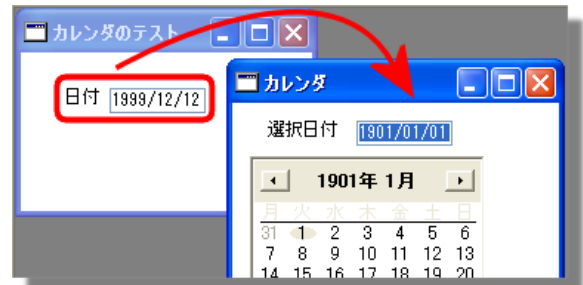 カレンダのテスト
日付 1999/12/12
カレンダ
選択日付 1901/01/01
1901年 1月
月 火 水 木 金 土 日
31 1 2 3 4 5 6
7 8 9 10 11 12 13
14 15 16 17 18 19 20